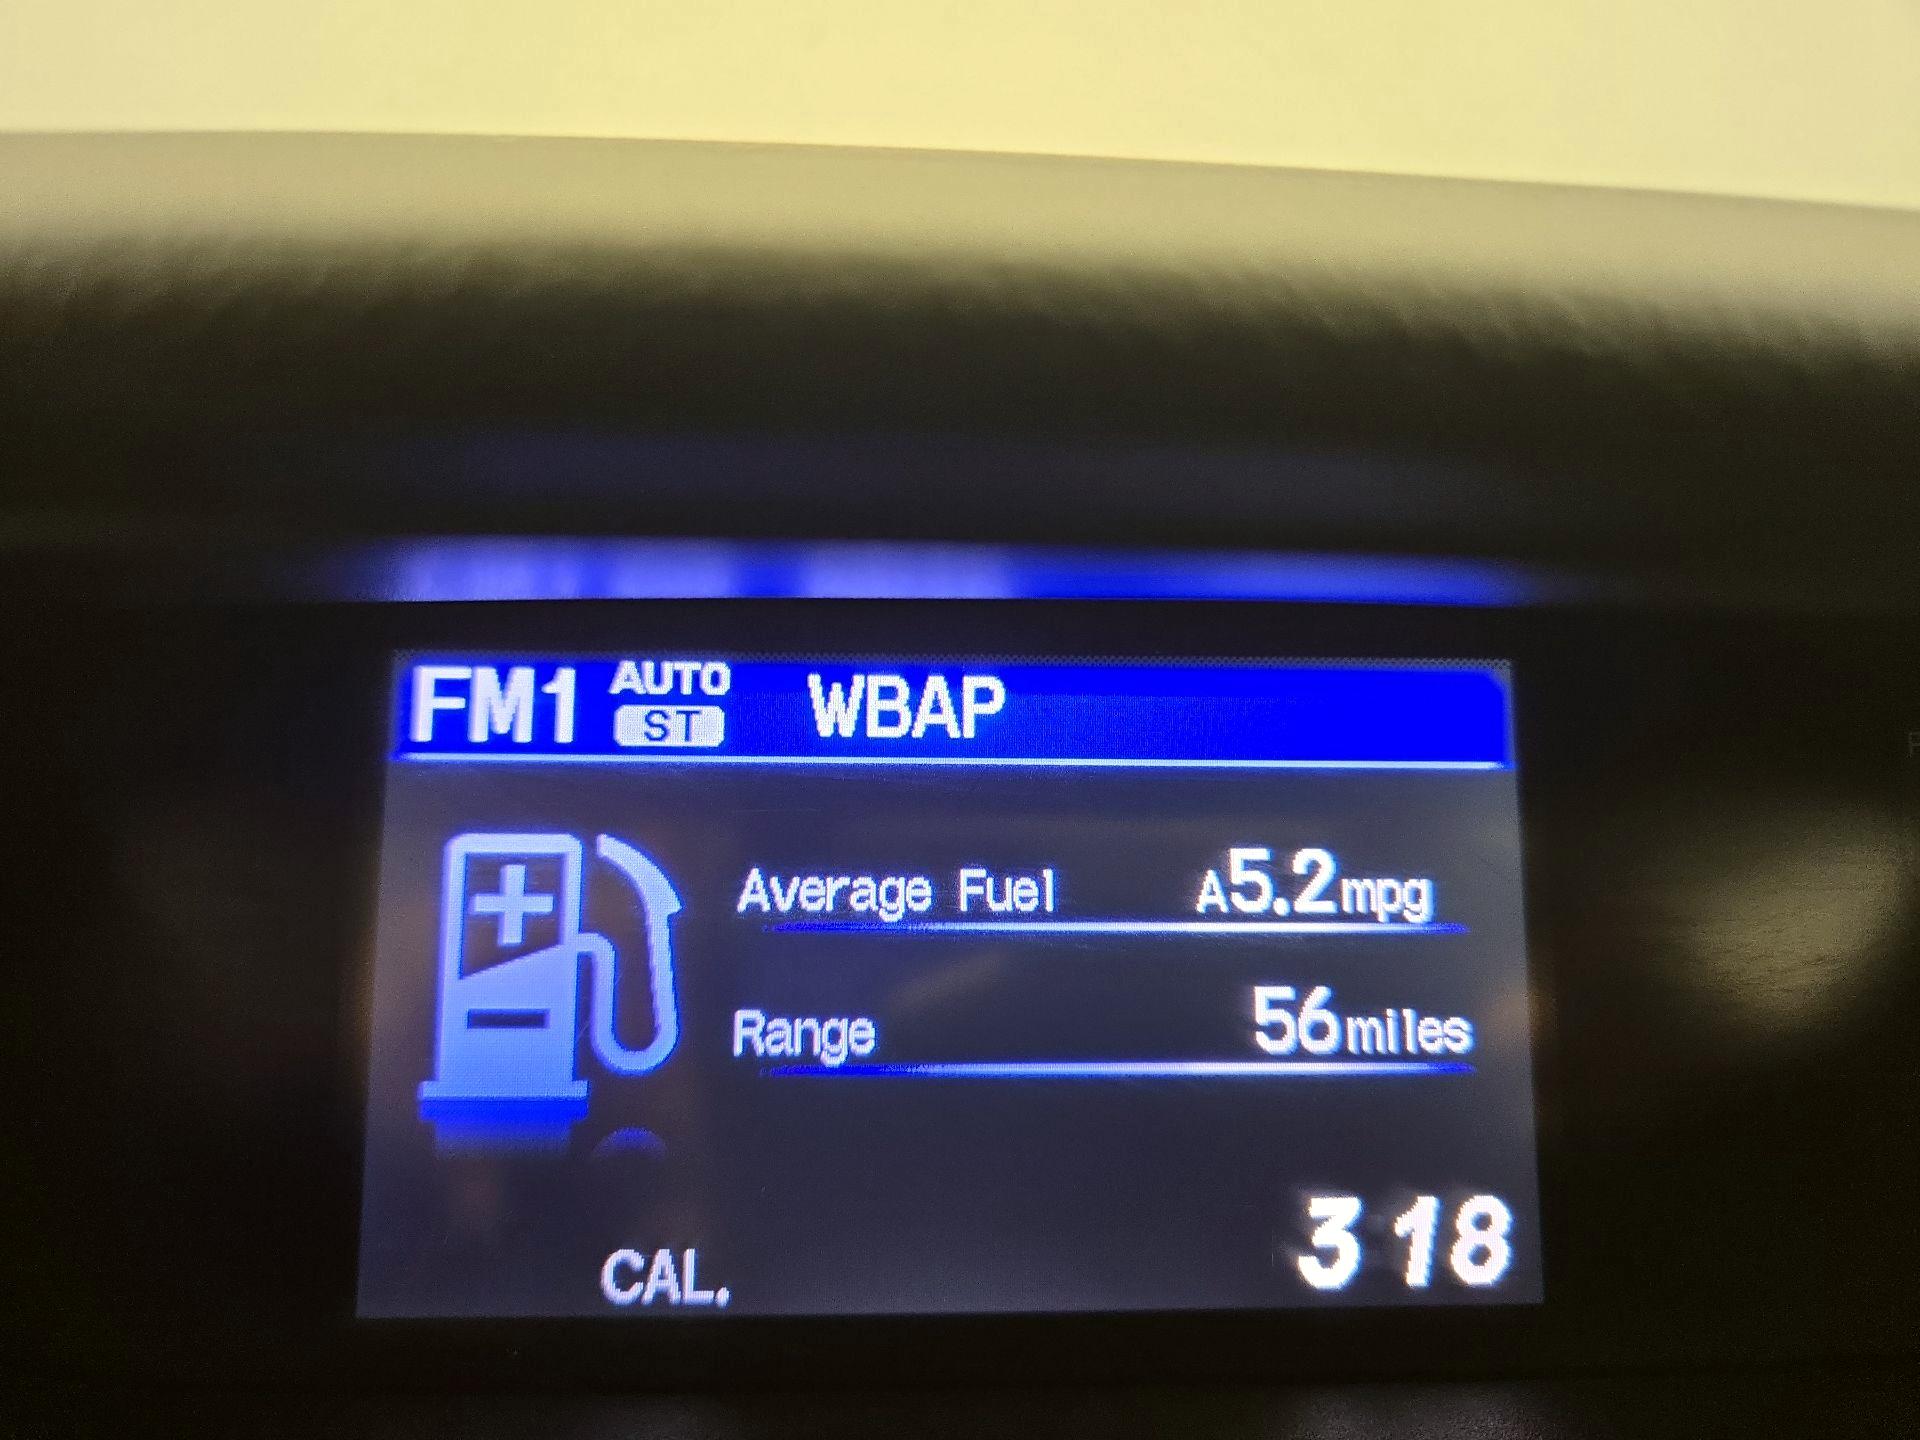 FM1 AUTO ST WBAP
Average Fuel A5.2mpg
Range 56miles
CAL. 3 18